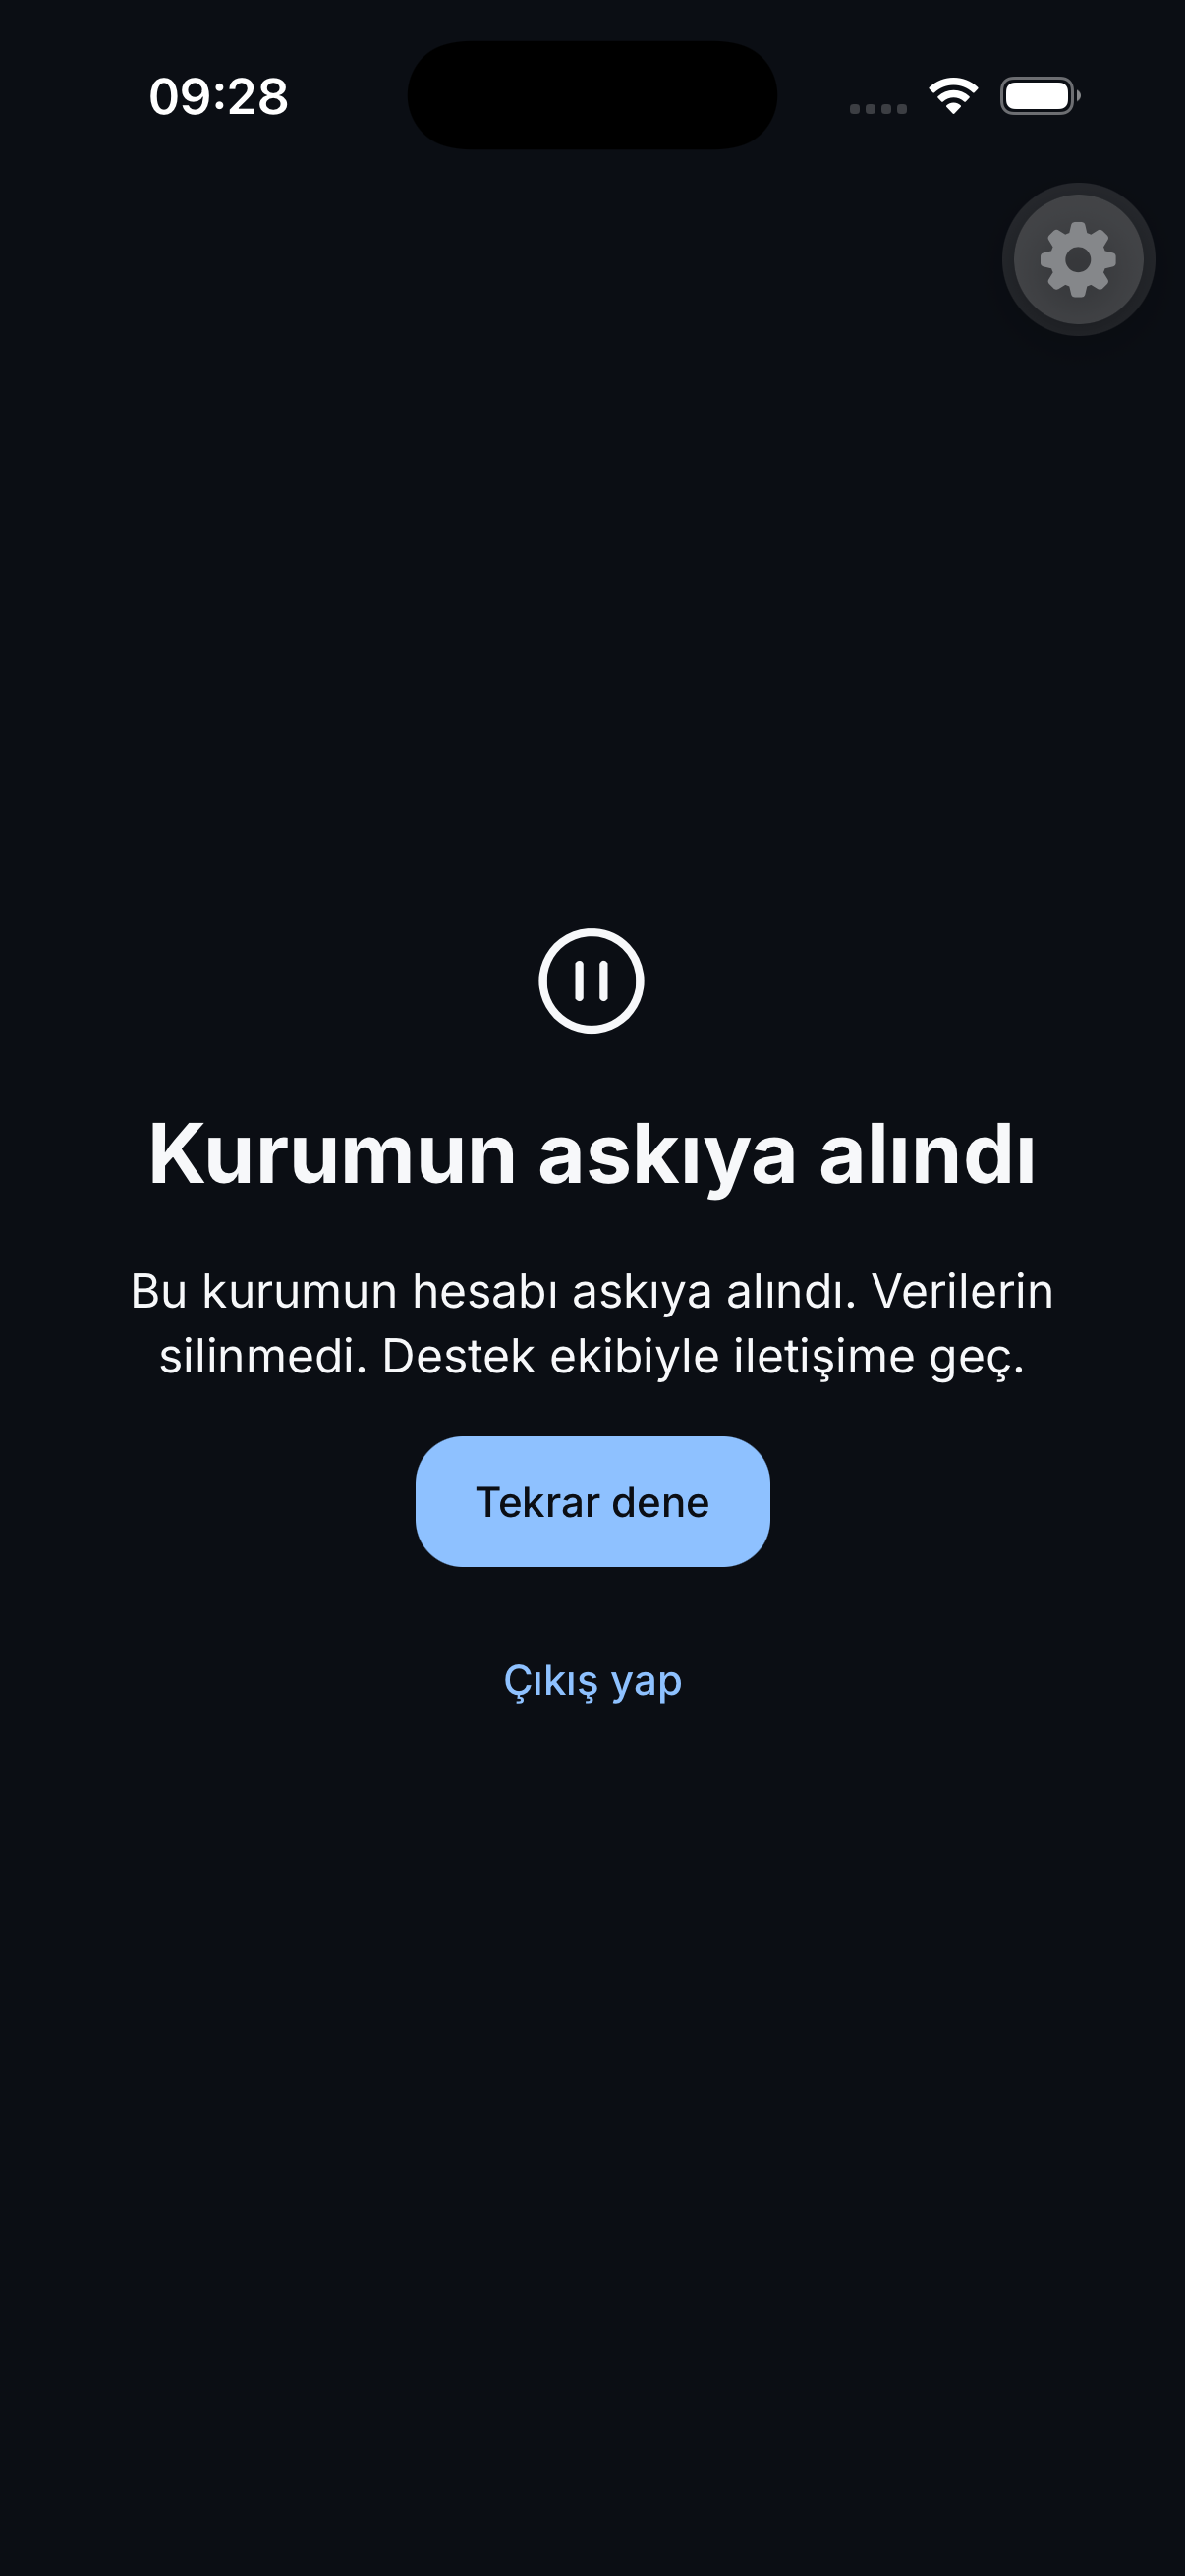 09:28
Kurumun askıya alındı
Bu kurumun hesabı askıya alındı. Verilerin
silinmedi. Destek ekibiyle iletişime geç.
Tekrar dene
Çıkış yap